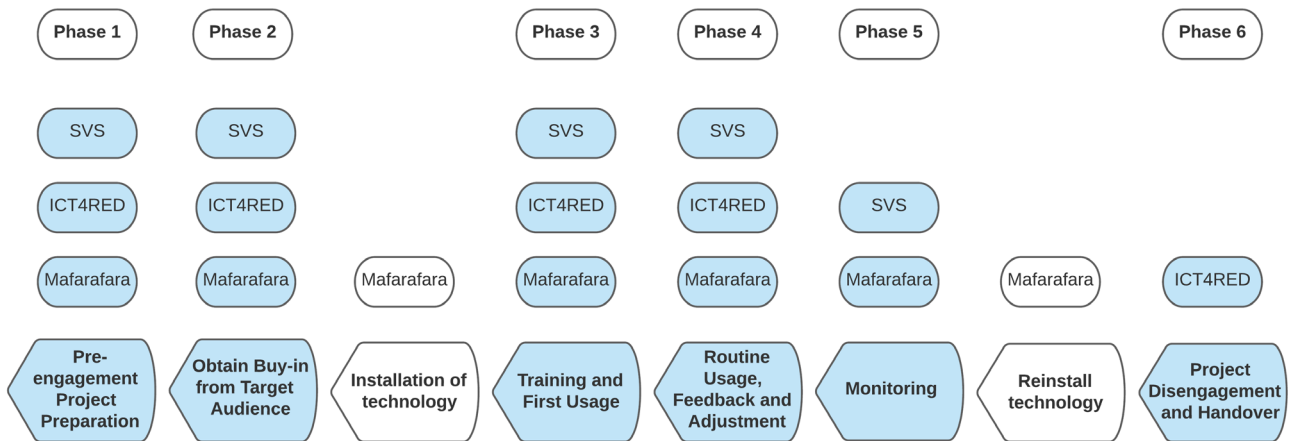 Phase 1
Phase 2
Phase 3
Phase 4
Phase 5
Phase 6
SVS
SVS
SVS
SVS
ICT4RED
ICT4RED
ICT4RED
ICT4RED
SVS
Mafarafara
Mafarafara
Mafarafara
Mafarafara
Mafarafara
Mafarafara
Mafarafara
ICT4RED
Pre-
engagement
Project
Preparation
Obtain Buy-in
from Target
Audience
Installation of
technology
Training and
First Usage
Routine
Usage,
Feedback and
Adjustment
Monitoring
Reinstall
technology
Project
Disengagement
and Handover